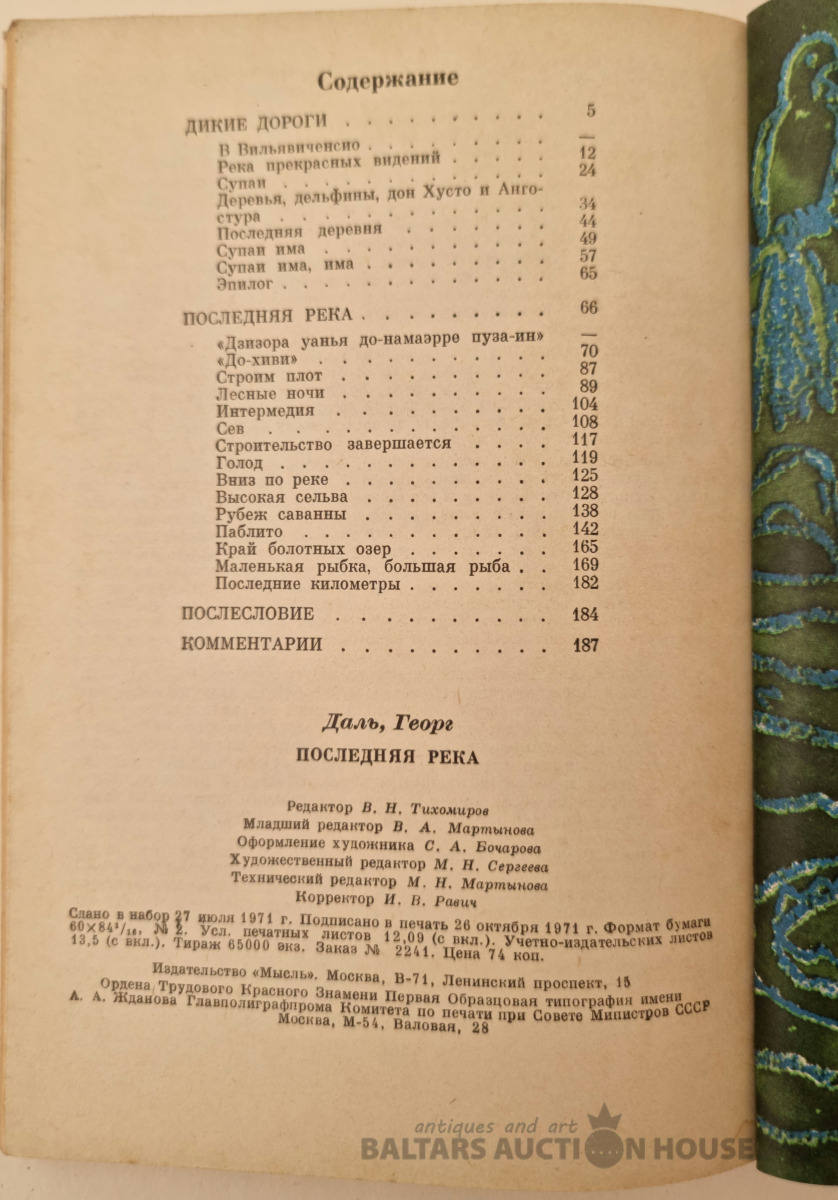 Содержание
ДИКИЕ ДОРОГИ . . . . . . . . . . 5
В Вильявиченсио . . . . . . . . —
Река прекрасных видений . . . . . 12
Супаи . . . . . . . . . . . . 24
Деревья, дельфины, дон Хусто и Анго-
стура . . . . . . . . . . . . 34
Последняя деревня . . . . . . . 44
Супаи има . . . . . . . . . . 49
Супаи има, има . . . . . . . . 57
Эпилог . . . . . . . . . . . . 65
ПОСЛЕДНЯЯ РЕКА . . . . . . . . . 66
«Дзизора уанья до-намаэрре пуза-ин» —
«До-хиви» . . . . . . . . . . 70
Строим плот . . . . . . . . . 87
Лесные ночи . . . . . . . . . 89
Интермедия . . . . . . . . . . 104
Сев . . . . . . . . . . . . . 108
Строительство завершается . . . . 117
Голод . . . . . . . . . . . . 119
Вниз по реке . . . . . . . . . 125
Высокая сельва . . . . . . . . 128
Рубеж саванны . . . . . . . . 138
Паблито . . . . . . . . . . . 142
Край болотных озер . . . . . . . 165
Маленькая рыбка, большая рыба . . 169
Последние километры . . . . . . . 182
ПОСЛЕСЛОВИЕ . . . . . . . . . . 184
КОММЕНТАРИИ . . . . . . . . . . 187
Даль, Георг
ПОСЛЕДНЯЯ РЕКА
Редактор В. Н. Тихомиров
Младший редактор В. А. Мартынова
Оформление художника С. А. Бочарова
Художественный редактор М. Н. Сергеева
Технический редактор М. Н. Мартынова
Корректор И. В. Равич
Сдано в набор 27 июля 1971 г. Подписано в печать 26 октября 1971 г. Формат бумаги
60×84¹/₁₆, № 2. Усл. печатных листов 12,09 (с вкл.). Учетно-издательских листов
13,5 (с вкл.). Тираж 65000 экз. Заказ № 2241. Цена 74 коп.
Издательство «Мысль». Москва, В-71, Ленинский проспект, 15
Ордена Трудового Красного Знамени Первая Образцовая типография имени
А. А. Жданова Главполиграфпрома Комитета по печати при Совете Министров СССР
Москва, М-54, Валовая, 28
antiques and art
BALTARS AUCTION HOUSE